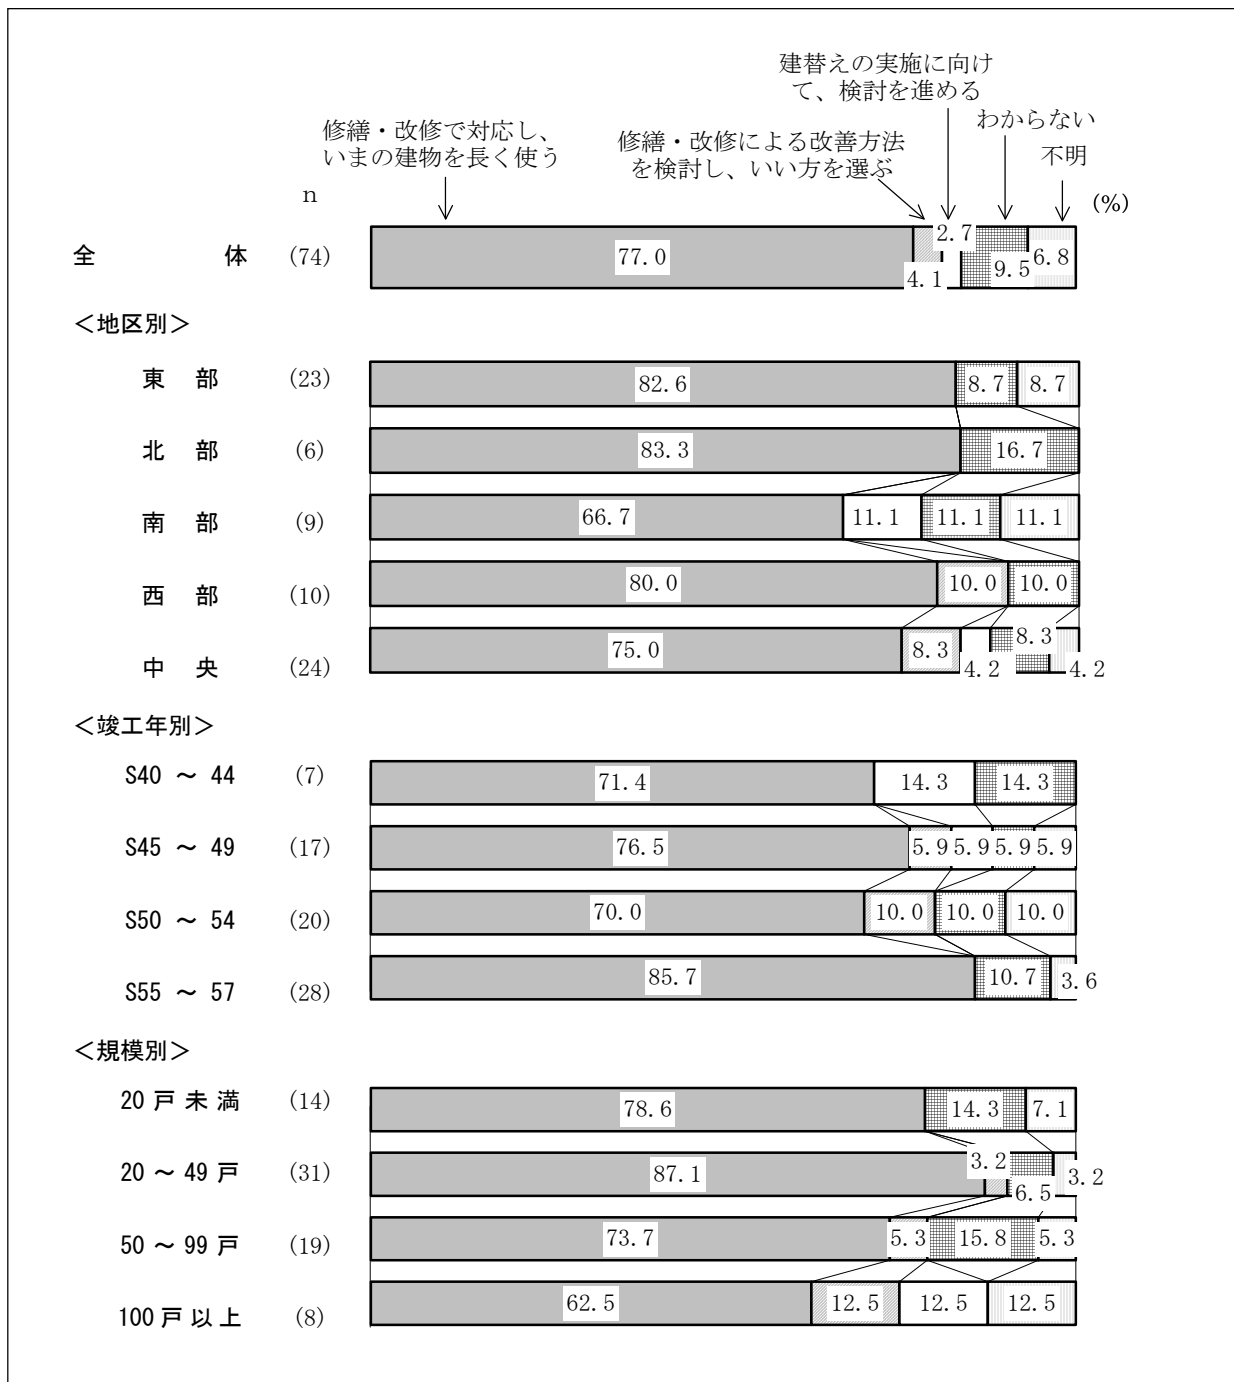 建替えの実施に向け
て、検討を進める
わからない
修繕・改修で対応し、
いまの建物を長く使う
修繕・改修による改善方法
を検討し、いい方を選ぶ
不明
n
(%)
全 体 (74) 77.0 4.1 2.7 9.5 6.8
＜地区別＞
東 部 (23) 82.6 8.7 8.7
北 部 (6) 83.3 16.7
南 部 (9) 66.7 11.1 11.1 11.1
西 部 (10) 80.0 10.0 10.0
中 央 (24) 75.0 8.3 4.2 8.3 4.2
＜竣工年別＞
S40 ～ 44 (7) 71.4 14.3 14.3
S45 ～ 49 (17) 76.5 5.9 5.9 5.9 5.9
S50 ～ 54 (20) 70.0 10.0 10.0 10.0
S55 ～ 57 (28) 85.7 10.7 3.6
＜規模別＞
20戸未満 (14) 78.6 14.3 7.1
20～49戸 (31) 87.1 3.2 6.5 3.2
50～99戸 (19) 73.7 5.3 15.8 5.3
100戸以上 (8) 62.5 12.5 12.5 12.5